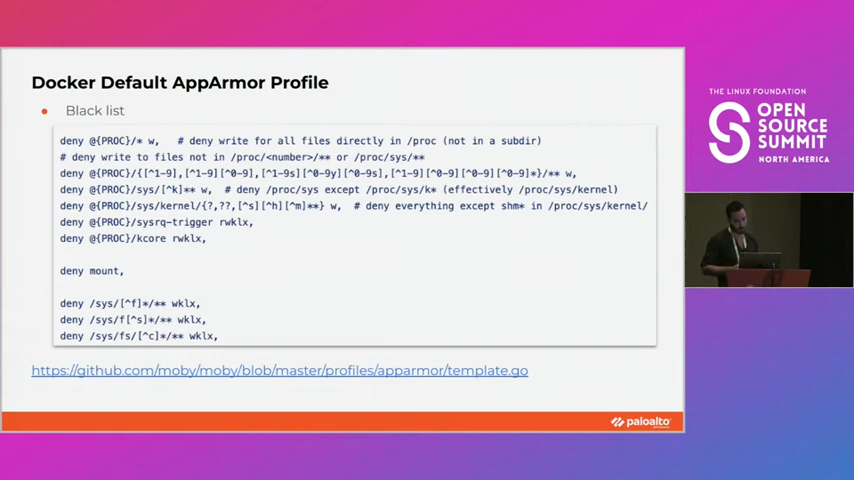 Docker Default AppArmor Profile
• Black list
deny @{PROC}/* w,   # deny write for all files directly in /proc (not in a subdir)
# deny write to files not in /proc/<number>/** or /proc/sys/**
deny @{PROC}/{[^1-9],[^1-9][^0-9],[^1-9s][^0-9y][^0-9s],[^1-9][^0-9][^0-9][^0-9]*}/** w,
deny @{PROC}/sys/[^k]** w,  # deny /proc/sys except /proc/sys/k* (effectively /proc/sys/kernel)
deny @{PROC}/sys/kernel/{?,??,[^s][^h][^m]**} w,  # deny everything except shm* in /proc/sys/kernel/
deny @{PROC}/sysrq-trigger rwklx,
deny @{PROC}/kcore rwklx,
deny mount,
deny /sys/[^f]*/** wklx,
deny /sys/f[^s]*/** wklx,
deny /sys/fs/[^c]*/** wklx,
https://github.com/moby/moby/blob/master/profiles/apparmor/template.go
paloalto
THE LINUX FOUNDATION
OPEN
SOURCE
SUMMIT
NORTH AMERICA